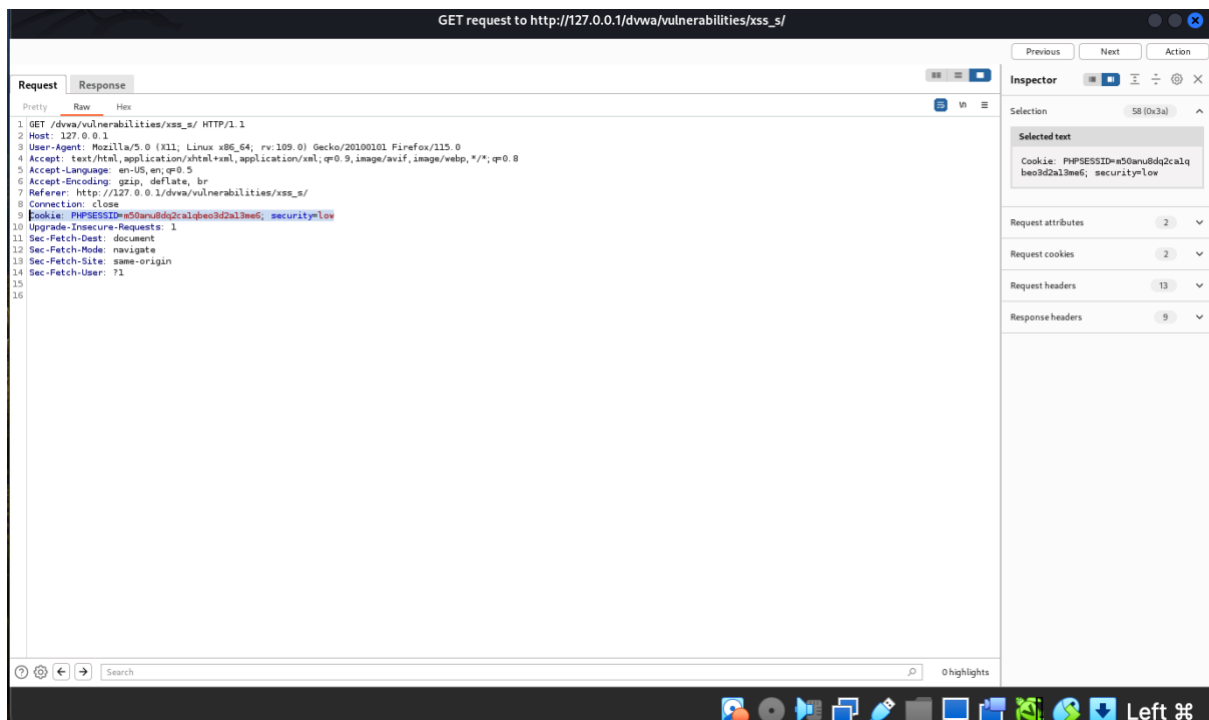 GET request to http://127.0.0.1/dvwa/vulnerabilities/xss_s/
Previous Next Action
Request Response
Inspector
Pretty Raw Hex
\n
Selection 58 (0x3a)
Selected text
Cookie: PHPSESSID=m50anu8dq2calq
beo3d2al3me6; security=low
1 GET /dvwa/vulnerabilities/xss_s/ HTTP/1.1
2 Host: 127.0.0.1
3 User-Agent: Mozilla/5.0 (X11; Linux x86_64; rv:109.0) Gecko/20100101 Firefox/115.0
4 Accept: text/html,application/xhtml+xml,application/xml;q=0.9,image/avif,image/webp,*/*;q=0.8
5 Accept-Language: en-US,en;q=0.5
6 Accept-Encoding: gzip, deflate, br
7 Referer: http://127.0.0.1/dvwa/vulnerabilities/xss_s/
8 Connection: close
9 Cookie: PHPSESSID=m50anu8dq2calqbeo3d2al3me6; security=low
10 Upgrade-Insecure-Requests: 1
11 Sec-Fetch-Dest: document
12 Sec-Fetch-Mode: navigate
13 Sec-Fetch-Site: same-origin
14 Sec-Fetch-User: ?1
15
16
Request attributes 2
Request cookies 2
Request headers 13
Response headers 9
Search
0 highlights
Left ⌘